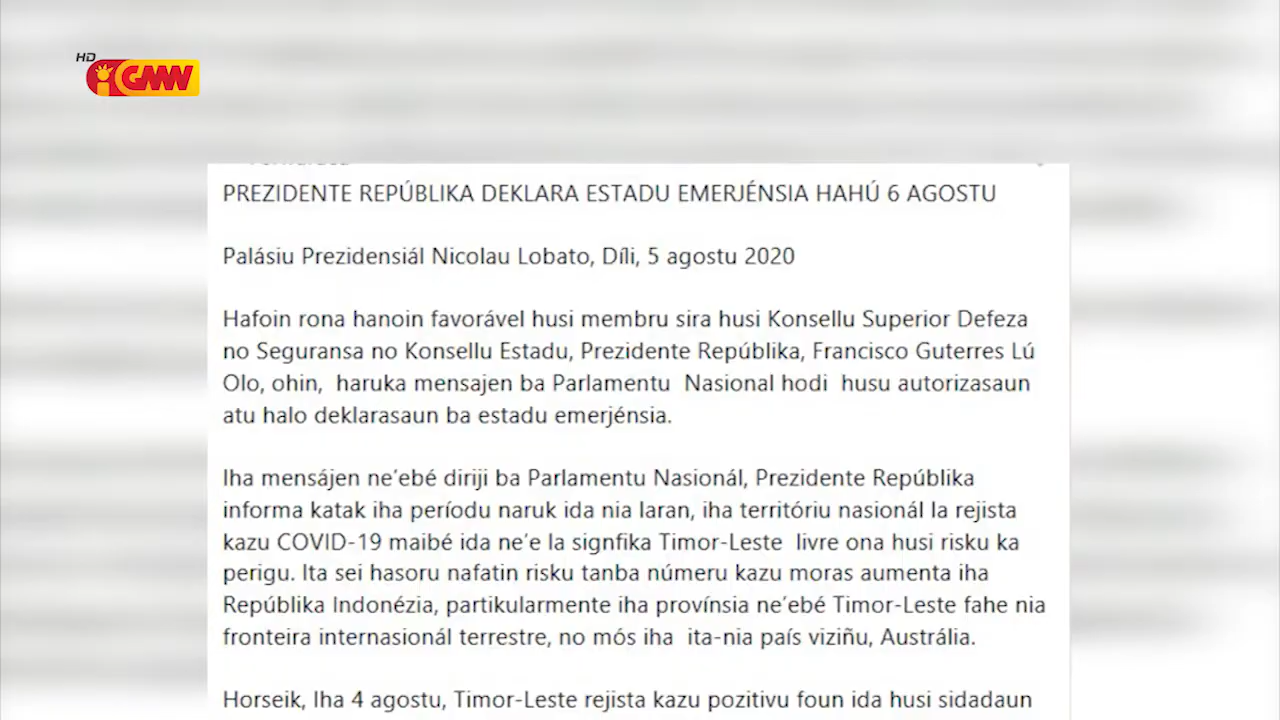 HD
GMN
PREZIDENTE REPÚBLIKA DEKLARA ESTADU EMERJÉNSIA HAHÚ 6 AGOSTU
Palásiu Prezidensiál Nicolau Lobato, Díli, 5 agostu 2020
Hafoin rona hanoin favorável husi membru sira husi Konsellu Superior Defeza
no Seguransa no Konsellu Estadu, Prezidente Repúblika, Francisco Guterres Lú
Olo, ohin, haruka mensajen ba Parlamentu Nasional hodi husu autorizasaun
atu halo deklarasaun ba estadu emerjénsia.
Iha mensájen ne’ebé diriji ba Parlamentu Nasionál, Prezidente Repúblika
informa katak iha períodu naruk ida nia laran, iha territóriu nasionál la rejista
kazu COVID-19 maibé ida ne’e la signfika Timor-Leste livre ona husi risku ka
perigu. Ita sei hasoru nafatin risku tanba númeru kazu moras aumenta iha
Repúblika Indonézia, partikularmente iha provínsia ne’ebé Timor-Leste fahe nia
fronteira internasionál terrestre, no mós iha ita-nia país viziñu, Austrália.
Horseik, Iha 4 agostu, Timor-Leste rejista kazu pozitivu foun ida husi sidadaun